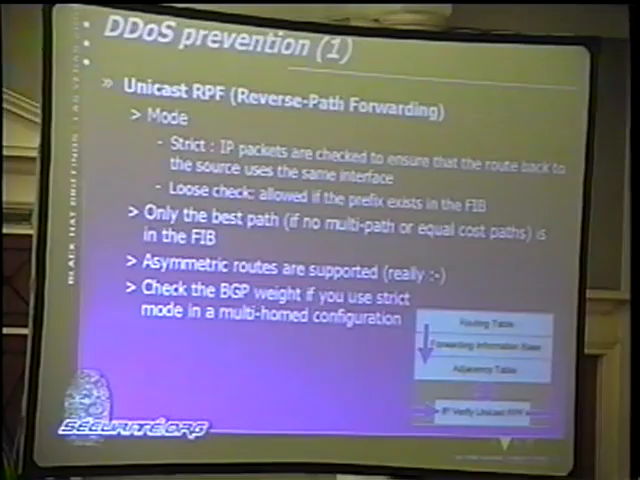 DDoS prevention (1)
» Unicast RPF (Reverse-Path Forwarding)
> Mode
- Strict : IP packets are checked to ensure that the route back to
the source uses the same interface
- Loose check: allowed if the prefix exists in the FIB
> Only the best path (if no multi-path or equal cost paths) is
in the FIB
> Asymmetric routes are supported (really :-)
> Check the BGP weight if you use strict
mode in a multi-homed configuration
Routing Table
Forwarding Information Base
Adjacency Table
IP Verify Unicast RPF
BLACK HAT BRIEFINGS
SÉCURITÉ.ORG